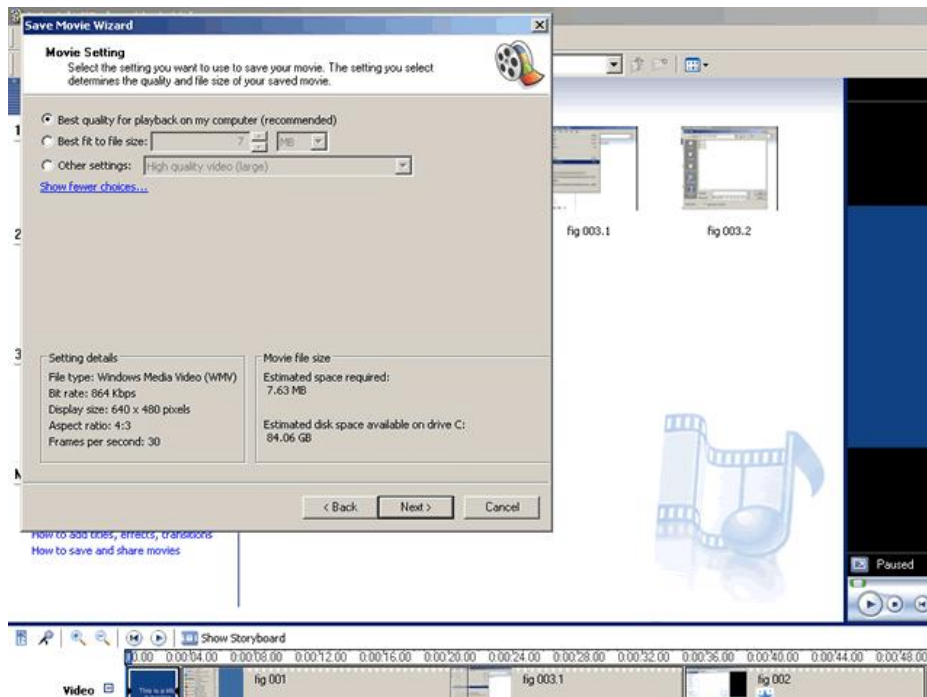 Save Movie Wizard
Movie Setting
Select the setting you want to use to save your movie. The setting you select
determines the quality and file size of your saved movie.
Best quality for playback on my computer (recommended)
Best fit to file size:
7
MB
Other settings:
High quality video (large)
Show fewer choices...
Setting details
File type: Windows Media Video (WMV)
Bit rate: 864 Kbps
Display size: 640 x 480 pixels
Aspect ratio: 4:3
Frames per second: 30
Movie file size
Estimated space required:
7.63 MB
Estimated disk space available on drive C:
84.06 GB
< Back
Next >
Cancel
1
2
3
fig 003.1
fig 003.2
How to add titles, effects, transitions
How to save and share movies
Paused
Show Storyboard
0:00'04.00 0:00'08.00 0:00'12.00 0:00'16.00 0:00'20.00 0:00'24.00 0:00'28.00 0:00'32.00 0:00'36.00 0:00'40.00 0:00'44.00 0:00'48.00
Video
fig 001
fig 003.1
fig 002